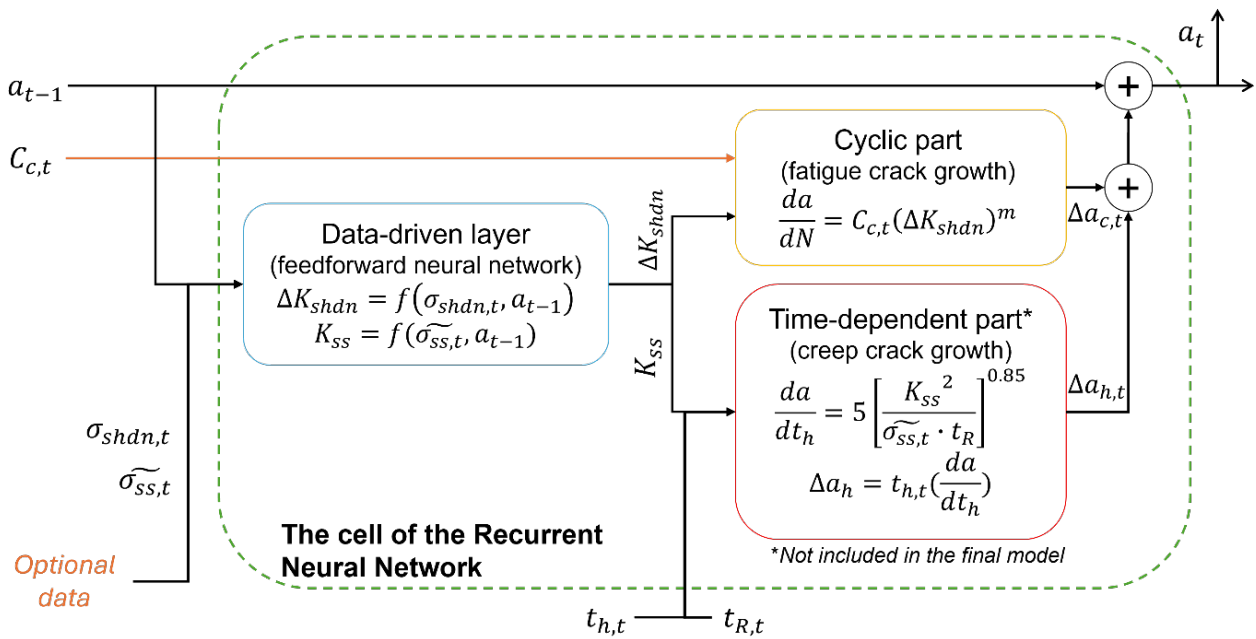 a_t
a_{t−1}
+
C_{c,t}
Cyclic part
(fatigue crack growth)
da/dN = C_{c,t}(ΔK_{shdn})^m
+
Δa_{c,t}
ΔK_{shdn}
Data-driven layer
(feedforward neural network)
ΔK_{shdn} = f(σ_{shdn,t}, a_{t−1})
K_{ss} = f(σ̃_{ss,t}, a_{t−1})
K_{ss}
Time-dependent part*
(creep crack growth)
da/dt_h = 5[K_{ss}²/(σ̃_{ss,t} · t_R)]^{0.85}
Δa_h = t_{h,t}(da/dt_h)
Δa_{h,t}
σ_{shdn,t}
σ̃_{ss,t}
The cell of the Recurrent
Neural Network
*Not included in the final model
Optional
data
t_{h,t}
t_{R,t}